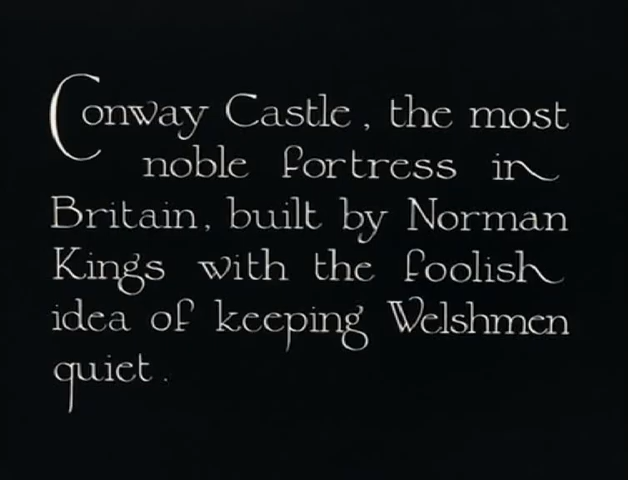 Conway Castle, the most
noble fortress in
Britain, built by Norman
Kings with the foolish
idea of keeping Welshmen
quiet.